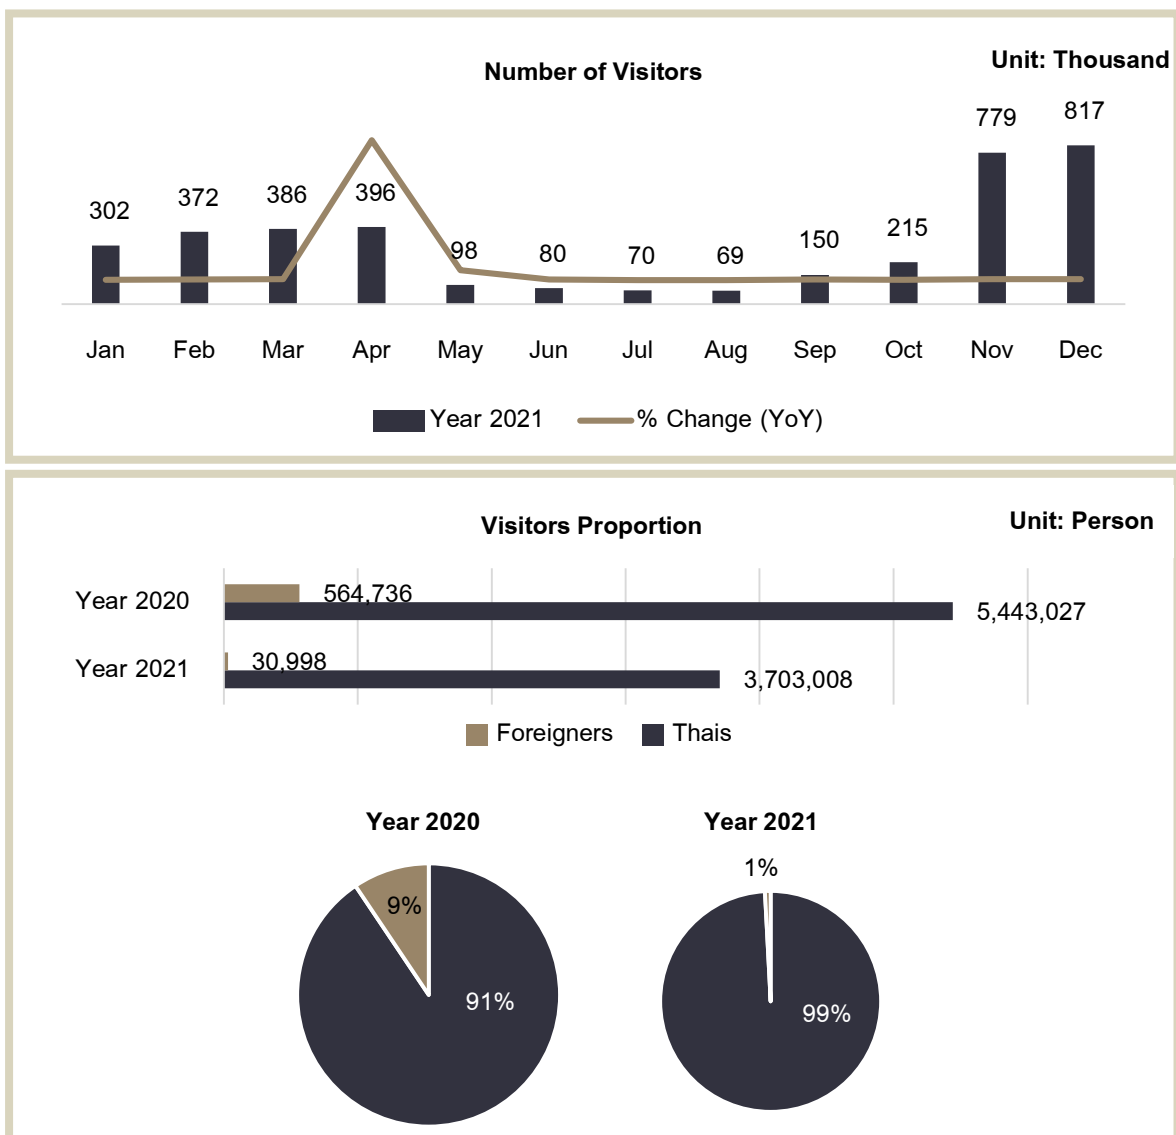 Number of Visitors
Unit: Thousand
302
372
386
396
98
80
70
69
150
215
779
817
Jan Feb Mar Apr May Jun Jul Aug Sep Oct Nov Dec
Year 2021 % Change (YoY)
Visitors Proportion
Unit: Person
Year 2020
564,736
5,443,027
Year 2021
30,998
3,703,008
Foreigners Thais
Year 2020
9%
91%
Year 2021
1%
99%